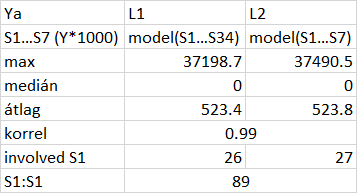 Ya L1 L2
S1...S7 (Y*1000) model(S1...S34) model(S1...S7)
max 37198.7 37490.5
medián 0 0
átlag 523.4 523.8
korrel 0.99
involved S1 26 27
S1:S1 89